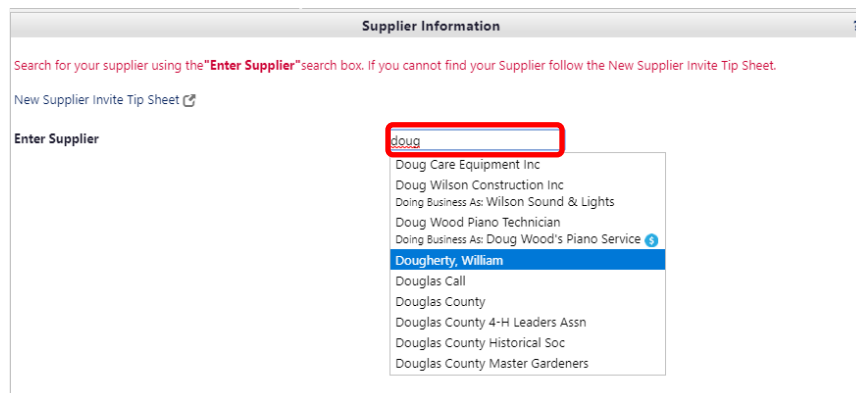 Supplier Information
?
Search for your supplier using the"Enter Supplier"search box. If you cannot find your Supplier follow the New Supplier Invite Tip Sheet.
New Supplier Invite Tip Sheet
Enter Supplier
doug
Doug Care Equipment Inc
Doug Wilson Construction Inc
Doing Business As: Wilson Sound & Lights
Doug Wood Piano Technician
Doing Business As: Doug Wood's Piano Service $
Dougherty, William
Douglas Call
Douglas County
Douglas County 4-H Leaders Assn
Douglas County Historical Soc
Douglas County Master Gardeners